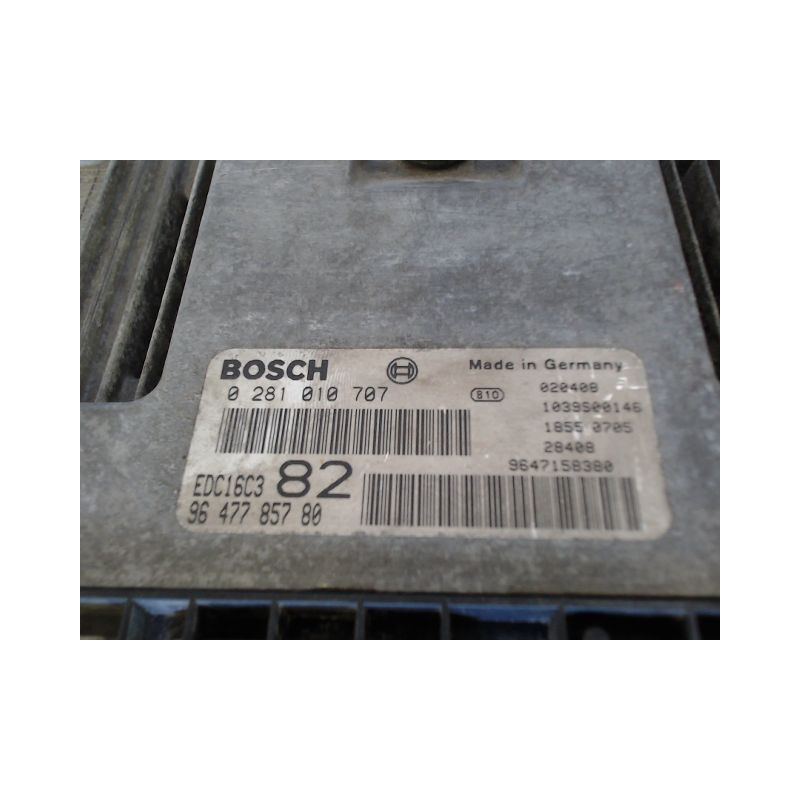 BOSCH
Made in Germany
0 281 010 707
810
020408
1039S00146
1855 0705
28408
9647158380
EDC16C3 82
96 477 857 80